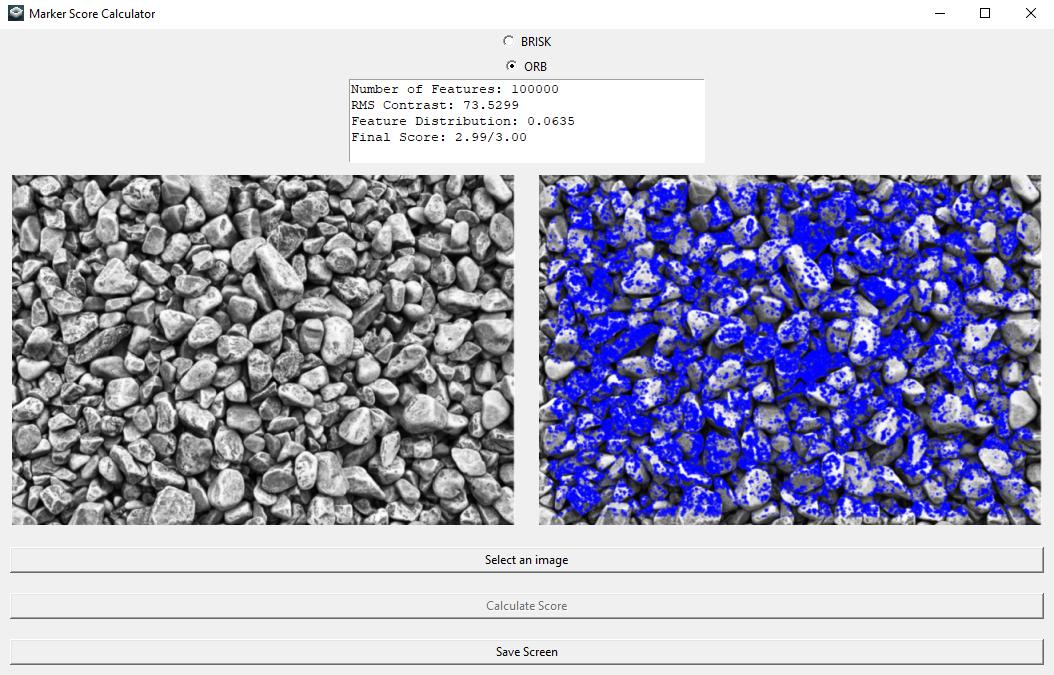 Marker Score Calculator
BRISK
ORB
Number of Features: 100000
RMS Contrast: 73.5299
Feature Distribution: 0.0635
Final Score: 2.99/3.00
Select an image
Calculate Score
Save Screen